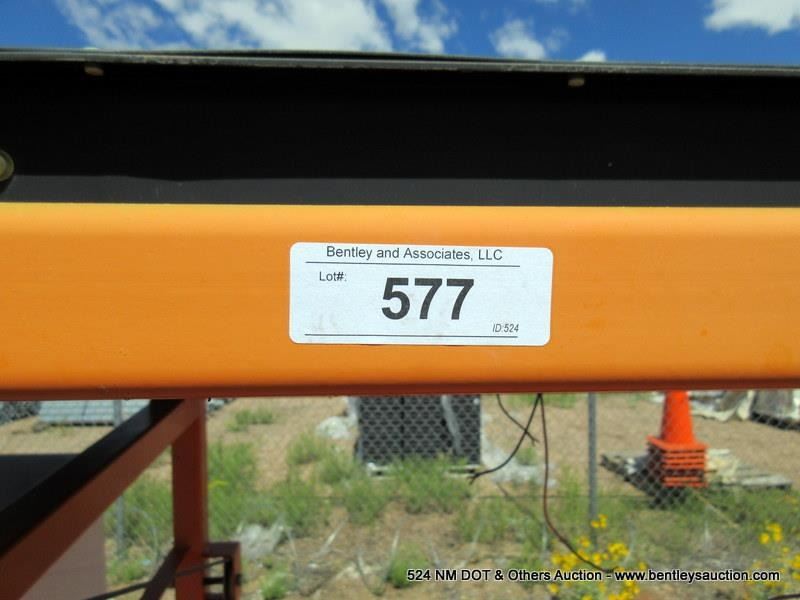 Bentley and Associates, LLC
Lot#:
577
ID:524
524 NM DOT & Others Auction - www.bentleysauction.com